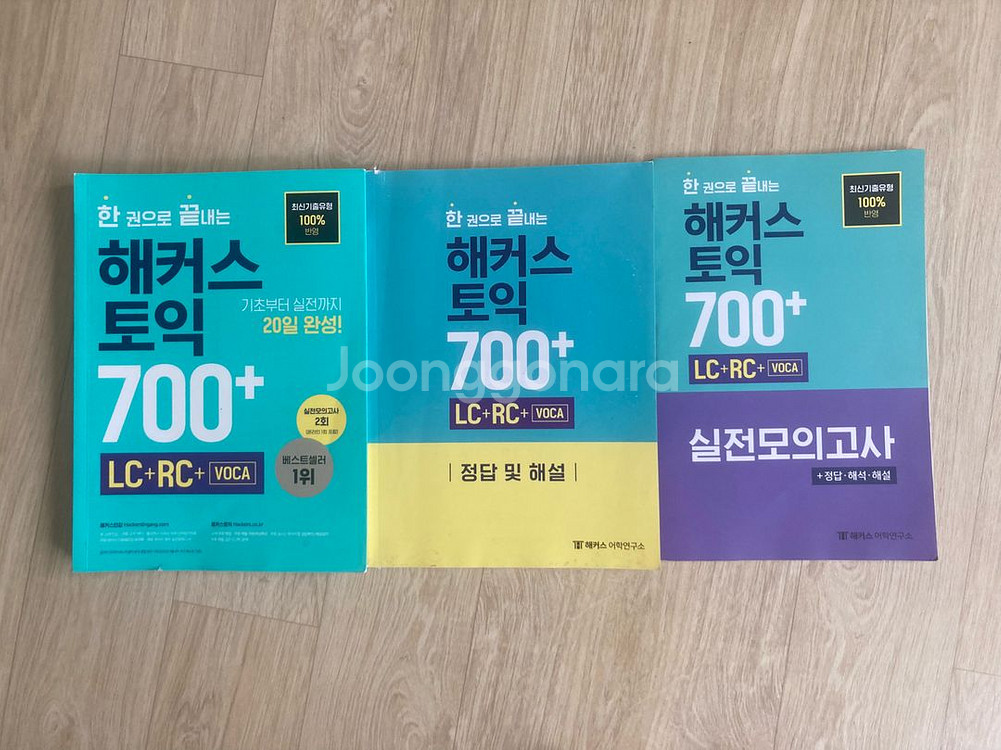 한 권으로 끝내는
최신기출유형
100%
반영
해커스
토익
기초부터 실전까지
20일 완성!
700+
실전모의고사
2회
베스트셀러
1위
LC+RC+ VOCA
한 권으로 끝내는
해커스
토익
700+
LC+RC+ VOCA
정답 및 해설
해커스 어학연구소
한 권으로 끝내는
최신기출유형
100%
반영
해커스
토익
700+
LC+RC+ VOCA
실전모의고사
+정답·해석·해설
해커스 어학연구소
Joonggonara